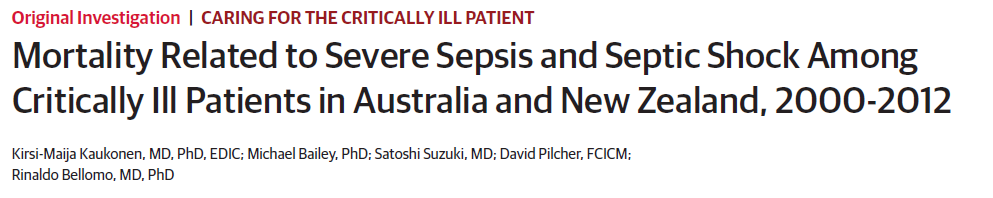 Original Investigation | CARING FOR THE CRITICALLY ILL PATIENT
Mortality Related to Severe Sepsis and Septic Shock Among
Critically Ill Patients in Australia and New Zealand, 2000-2012
Kirsi-Maija Kaukonen, MD, PhD, EDIC; Michael Bailey, PhD; Satoshi Suzuki, MD; David Pilcher, FCICM;
Rinaldo Bellomo, MD, PhD